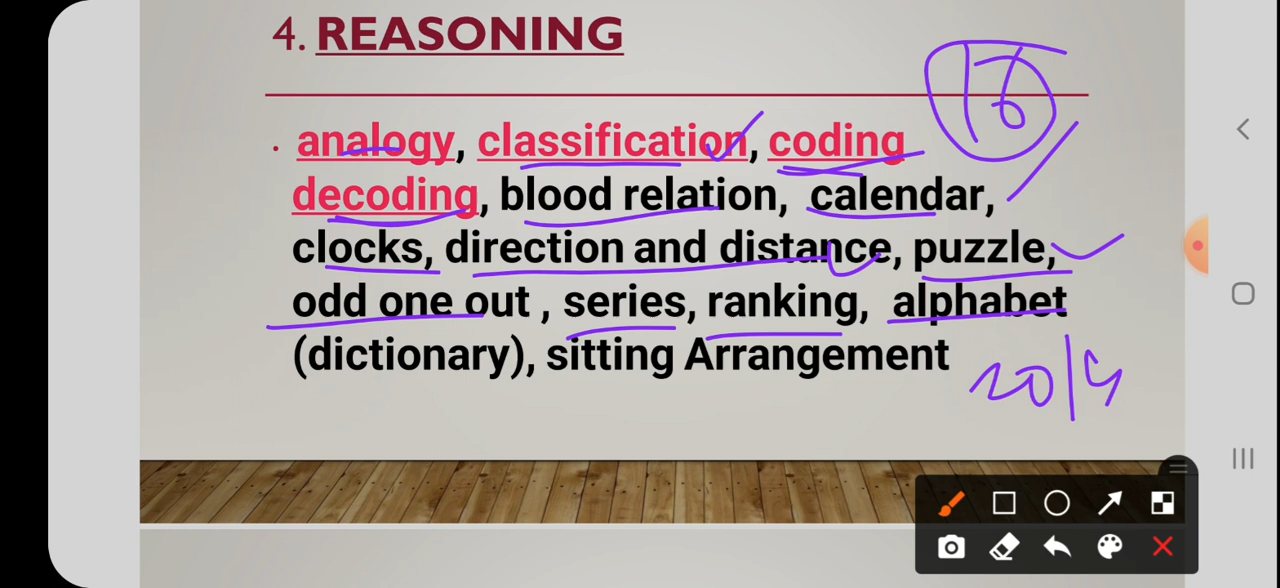 4. REASONING
16
• analogy, classification, coding
decoding, blood relation, calendar,
clocks, direction and distance, puzzle,
odd one out , series, ranking, alphabet
(dictionary), sitting Arrangement